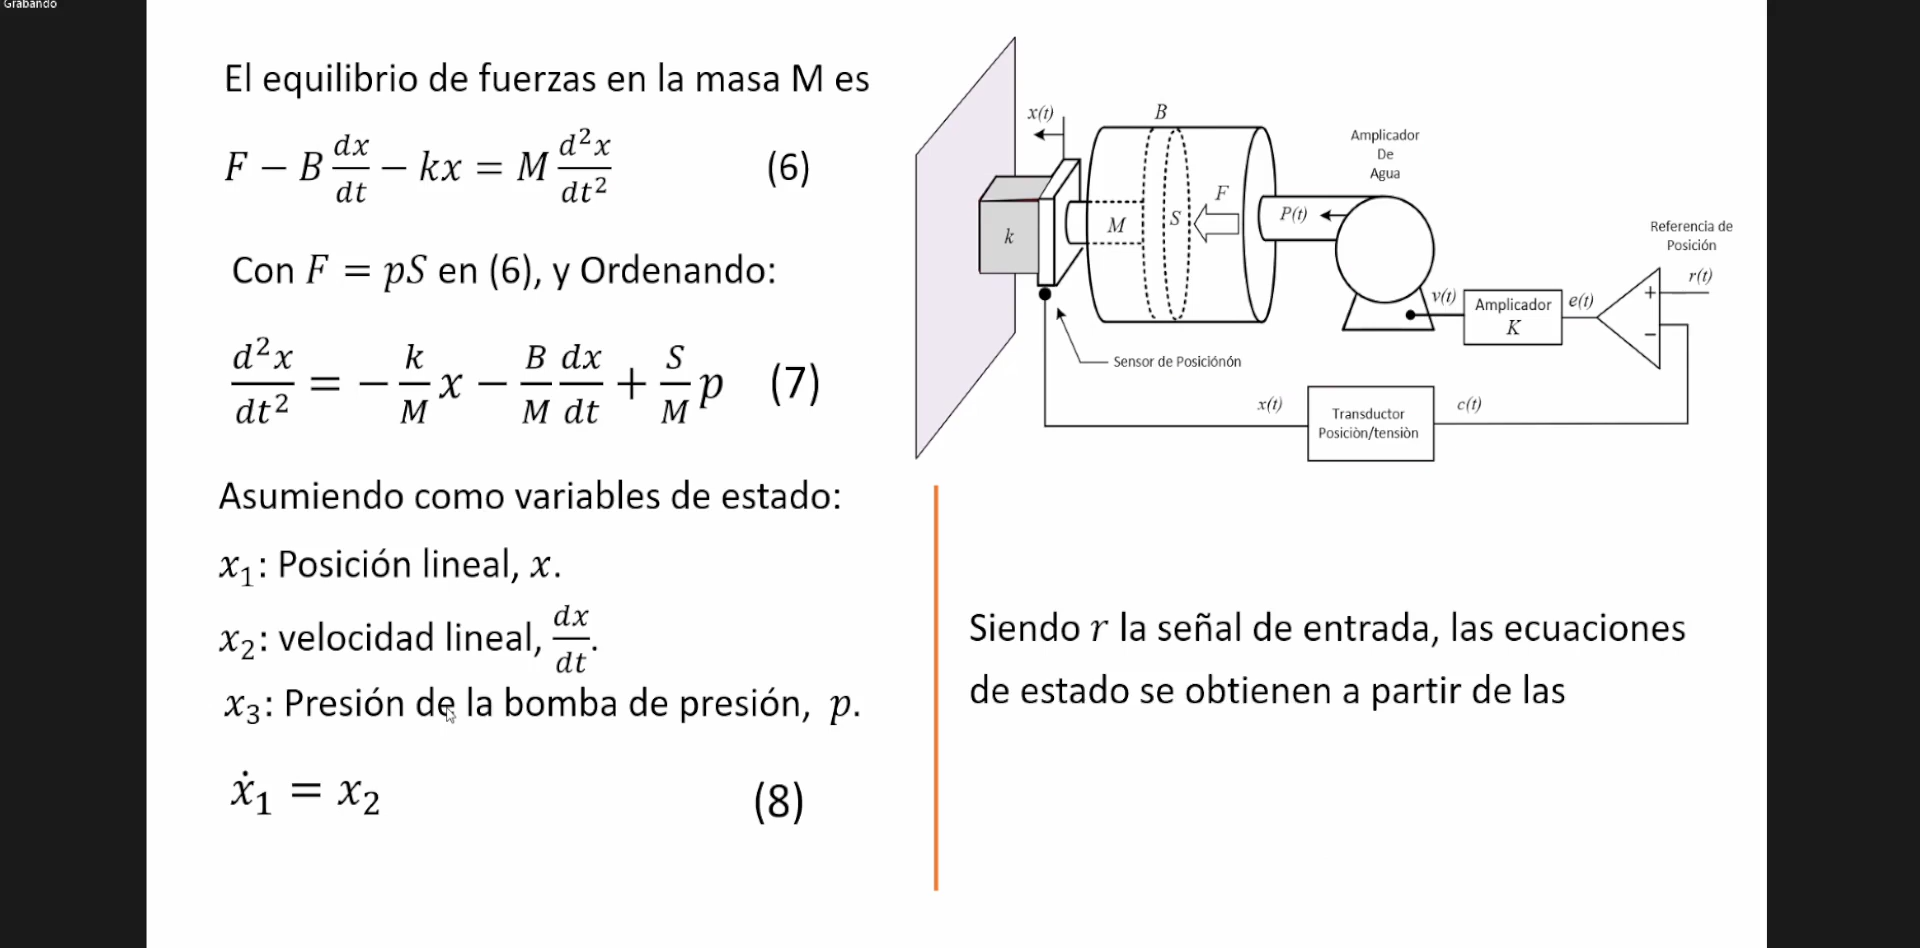 Grabando
El equilibrio de fuerzas en la masa M es
F − B dx/dt − kx = M d²x/dt² (6)
Con F = pS en (6), y Ordenando:
d²x/dt² = − k/M x − B/M dx/dt + S/M p (7)
Asumiendo como variables de estado:
x₁: Posición lineal, x.
x₂: velocidad lineal, dx/dt.
x₃: Presión de la bomba de presión, p.
ẋ₁ = x₂ (8)
x(t)
B
k
M
S
F
P(t)
Amplicador
De
Agua
Referencia de
Posición
r(t)
+
−
e(t)
Amplicador
K
v(t)
Sensor de Posiciónón
x(t)
Transductor
Posiciòn/tensiòn
c(t)
Siendo r la señal de entrada, las ecuaciones
de estado se obtienen a partir de las